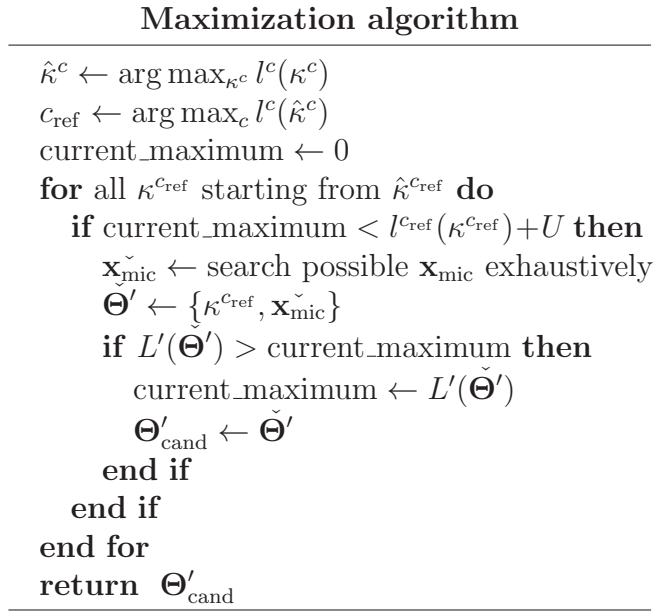 Maximization algorithm
κ̂^c ← arg max_{κ^c} l^c(κ^c)
c_ref ← arg max_c l^c(κ̂^c)
current_maximum ← 0
for all κ^{c_ref} starting from κ̂^{c_ref} do
if current_maximum < l^{c_ref}(κ^{c_ref})+U then
x̌_mic ← search possible x_mic exhaustively
Θ̌′ ← {κ^{c_ref}, x̌_mic}
if L′(Θ̌′) > current_maximum then
current_maximum ← L′(Θ̌′)
Θ′_cand ← Θ̌′
end if
end if
end for
return Θ′_cand